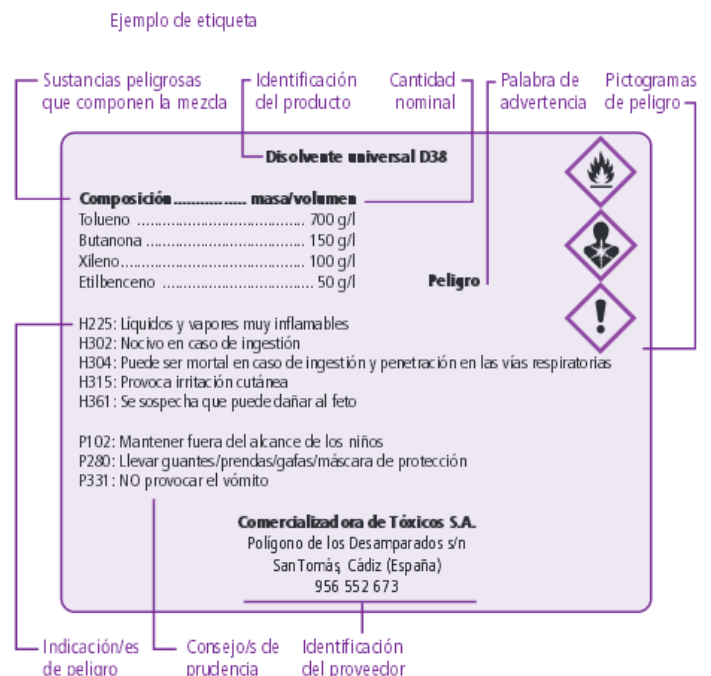 Ejemplo de etiqueta
Sustancias peligrosas
que componen la mezcla
Identificación
del producto
Cantidad
nominal
Palabra de
advertencia
Pictogramas
de peligro
Disolvente universal D38
Composición................. masa/volumen
Tolueno ........................................ 700 g/l
Butanona ...................................... 150 g/l
Xileno............................................ 100 g/l
Etilbenceno .................................... 50 g/l
Peligro
H225: Líquidos y vapores muy inflamables
H302: Nocivo en caso de ingestión
H304: Puede ser mortal en caso de ingestión y penetración en las vías respiratorias
H315: Provoca irritación cutánea
H361: Se sospecha que puede dañar al feto
P102: Mantener fuera del alcance de los niños
P280: Llevar guantes/prendas/gafas/máscara de protección
P331: NO provocar el vómito
Comercializadora de Tóxicos S.A.
Polígono de los Desamparados s/n
San Tomás, Cádiz (España)
956 552 673
Indicación/es
de peligro
Consejo/s de
prudencia
Identificación
del proveedor